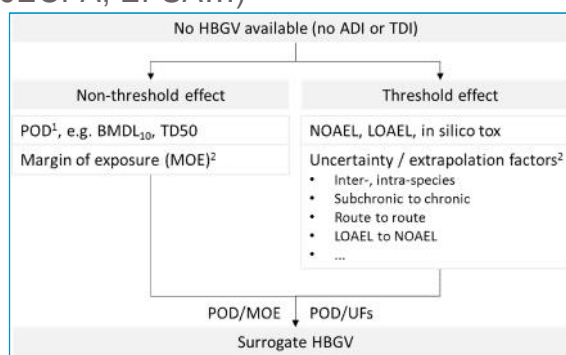 No HBGV available (no ADI or TDI)
Non-threshold effect
POD¹, e.g. BMDL₁₀, TD50
Margin of exposure (MOE)²
Threshold effect
NOAEL, LOAEL, in silico tox
Uncertainty / extrapolation factors²
• Inter-, intra-species
• Subchronic to chronic
• Route to route
• LOAEL to NOAEL
• ...
POD/MOE
POD/UFs
Surrogate HBGV